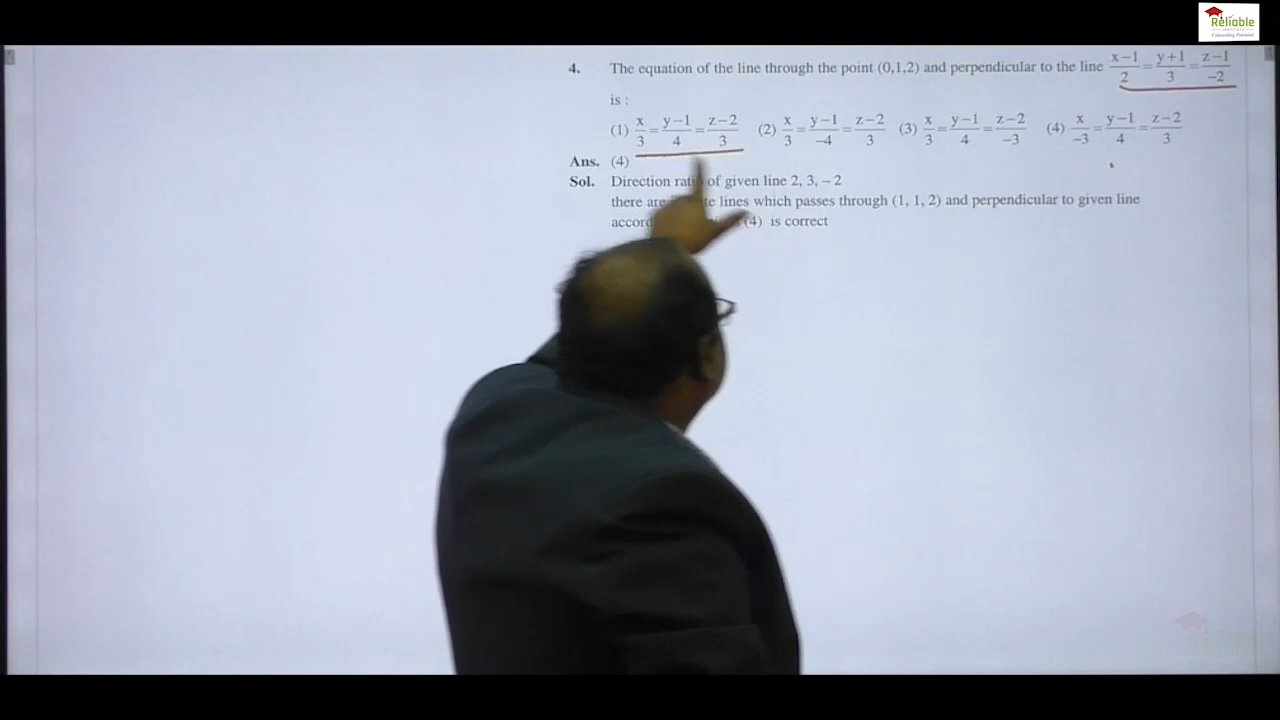 Reliable
INSTITUTE
Unleashing Potential
4. The equation of the line through the point (0,1,2) and perpendicular to the line x−1/2 = y+1/3 = z−1/−2
is :
(1) x/3 = y−1/4 = z−2/3 (2) x/3 = y−1/−4 = z−2/3 (3) x/3 = y−1/4 = z−2/−3 (4) x/−3 = y−1/4 = z−2/3
Ans. (4)
Sol. Direction of given line 2, 3, – 2
there are lines which passes through (1, 1, 2) and perpendicular to given line
(4) is correct